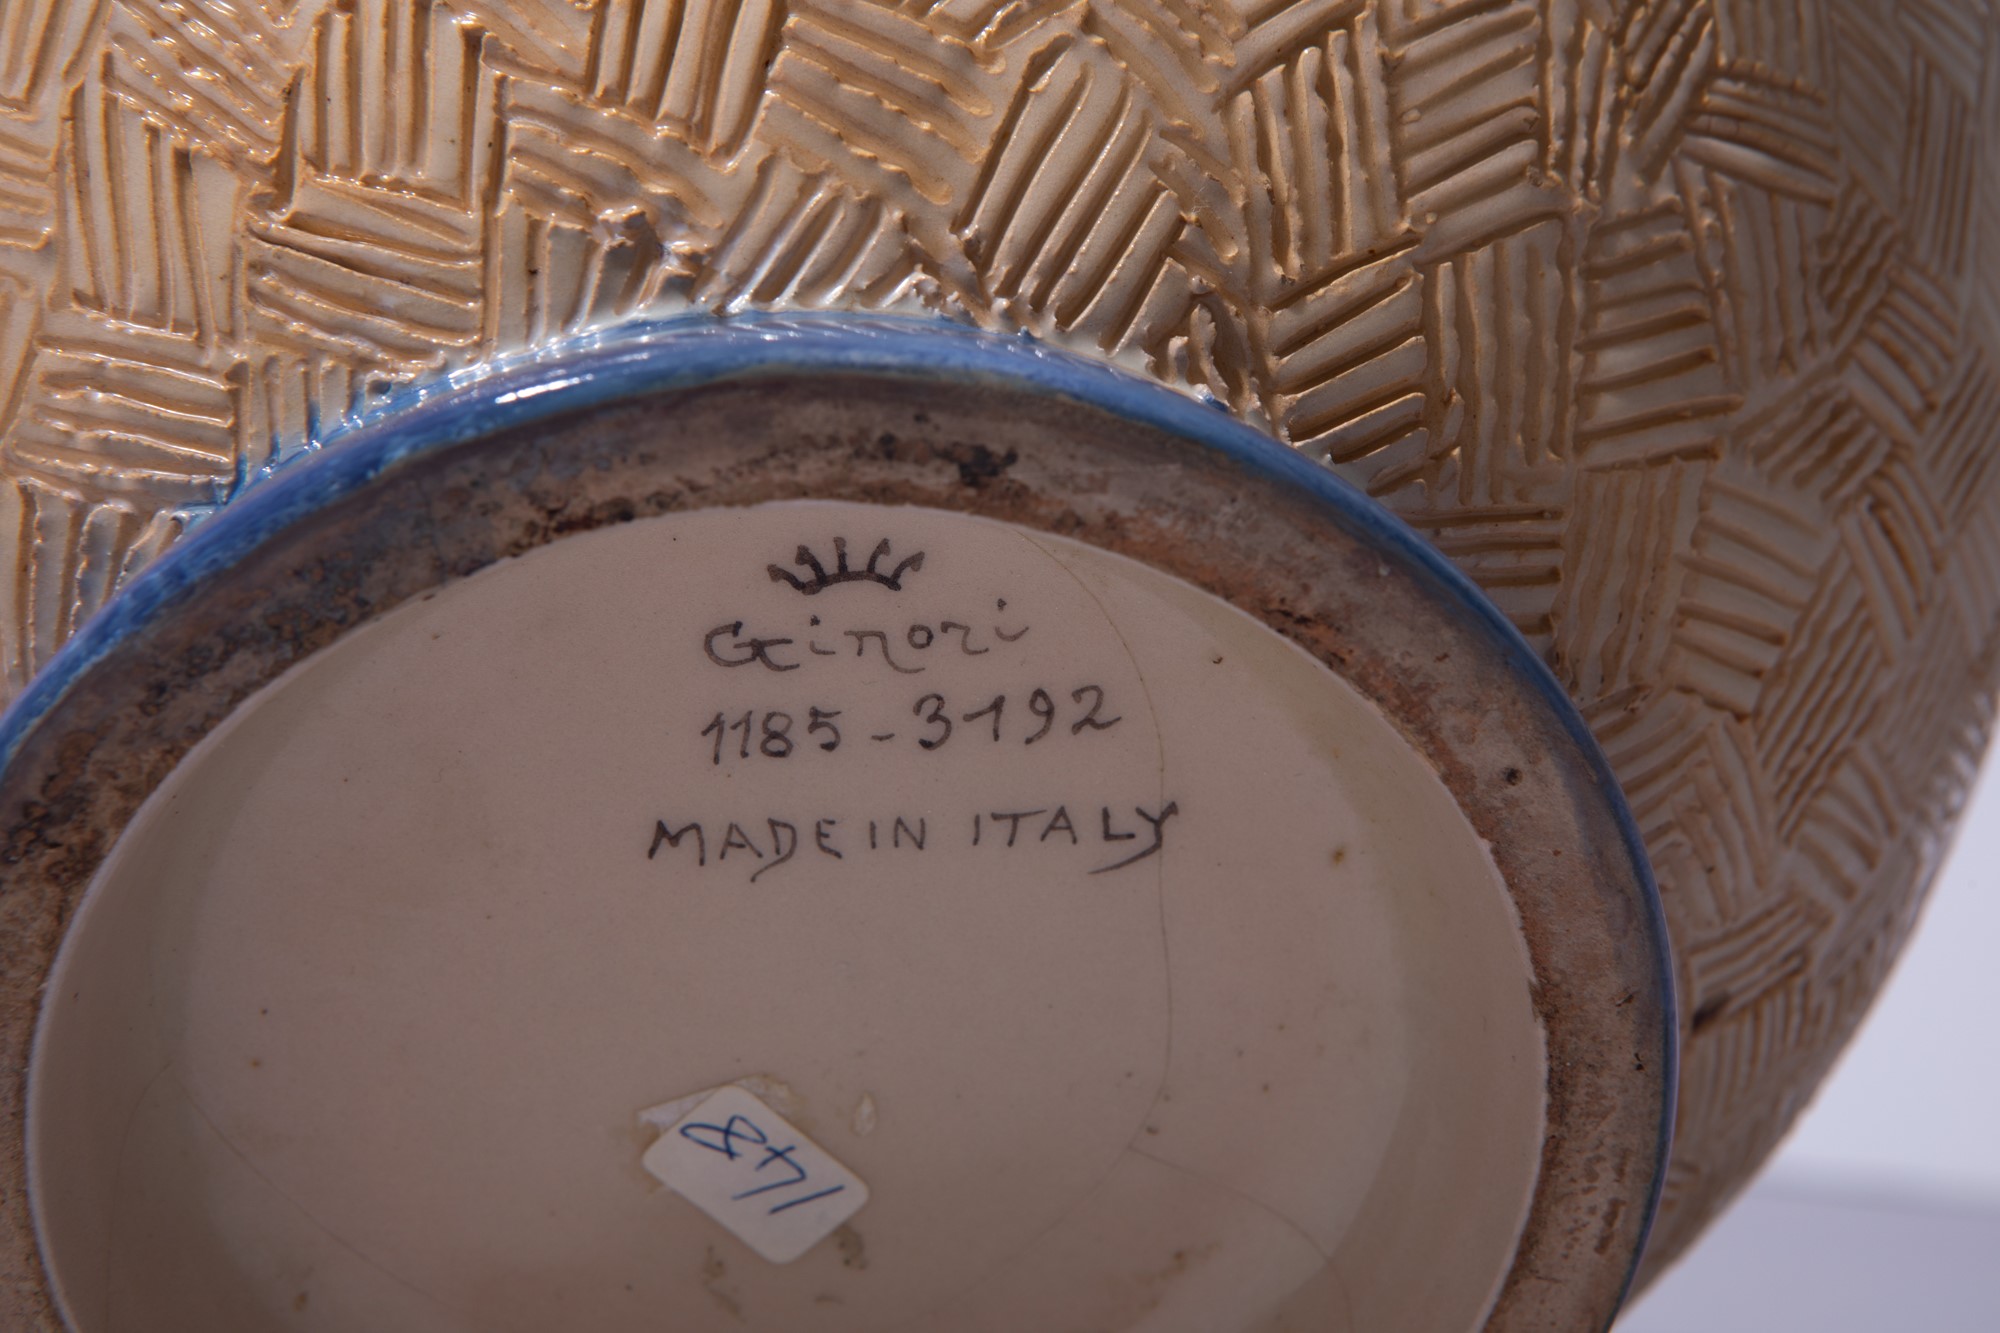 Ginori
1185-3192
MADE IN ITALY
148